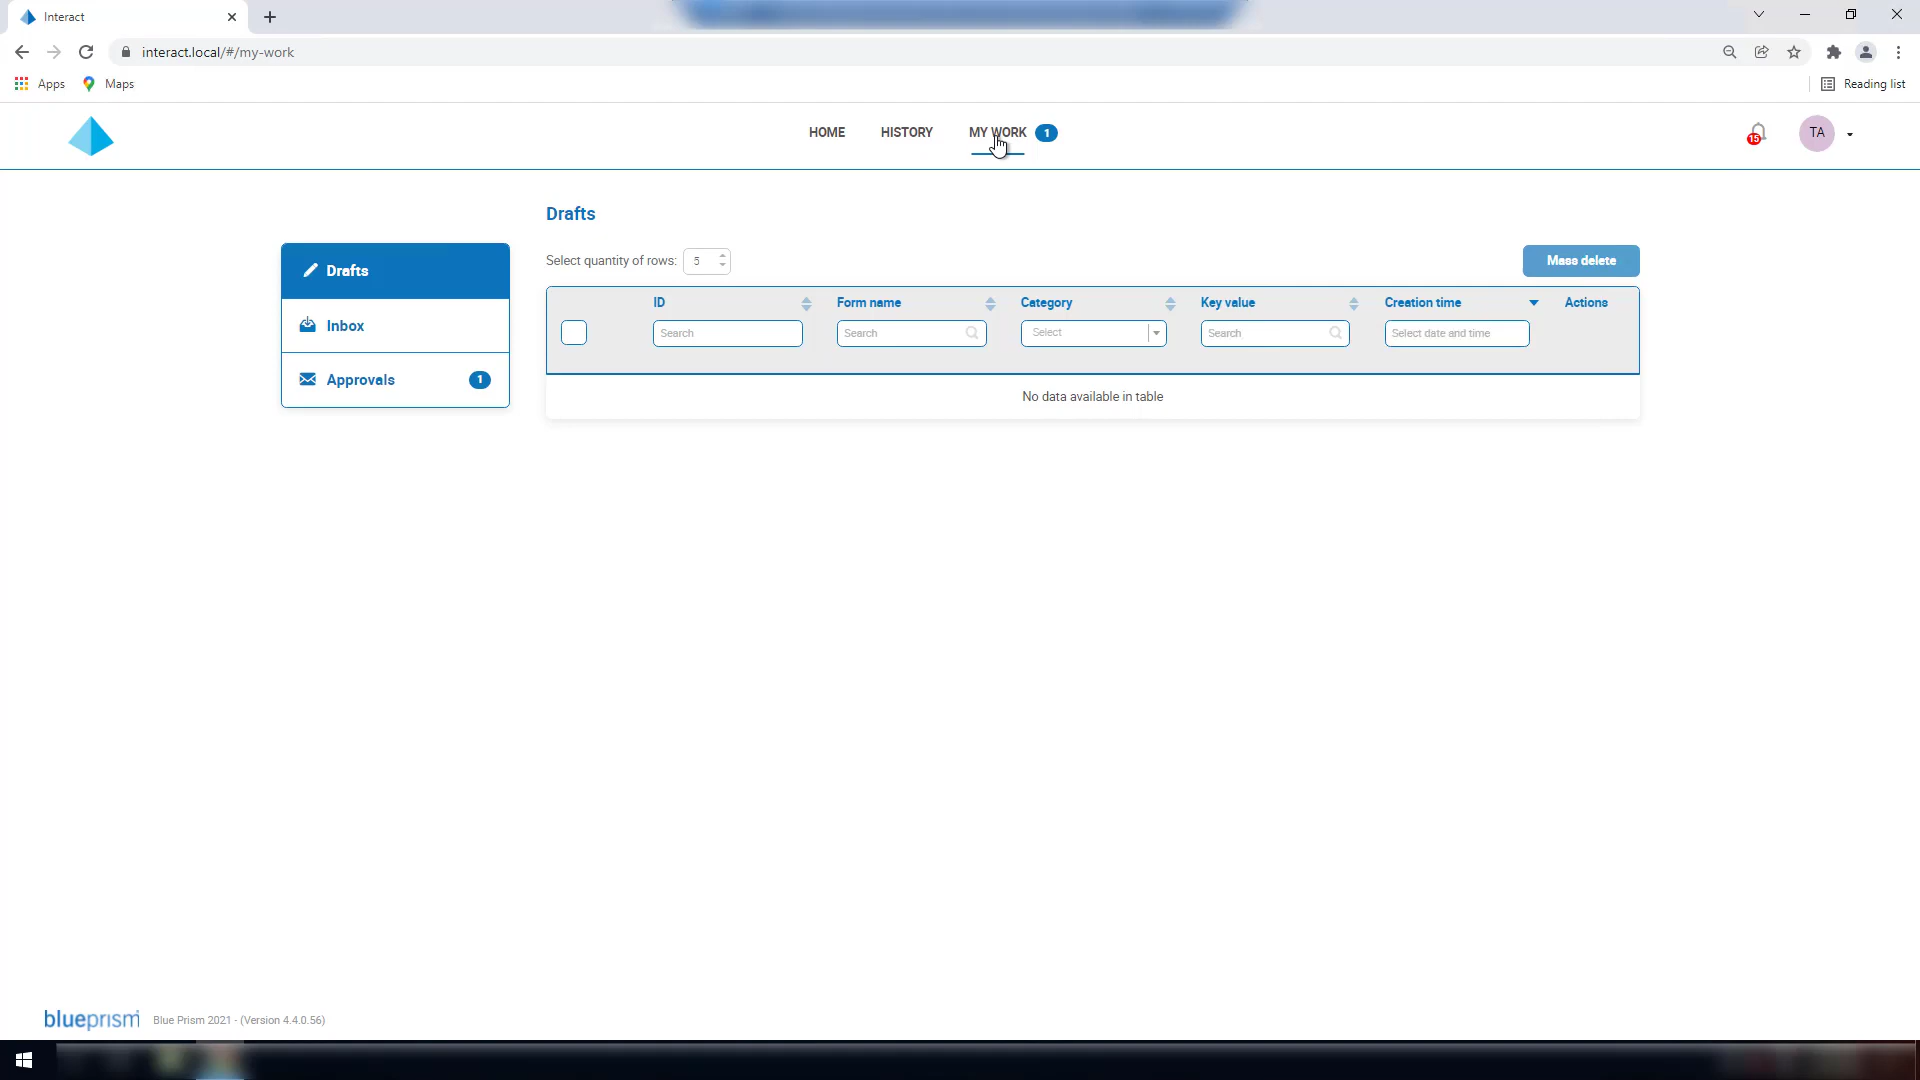 Interact
interact.local/#/my-work
Apps
Maps
Reading list
HOME
HISTORY
MY WORK
1
15
TA
Drafts
Select quantity of rows: 5
Mass delete
Drafts
Inbox
Approvals
1
ID
Form name
Category
Key value
Creation time
Actions
Search
Search
Select
Search
Select date and time
No data available in table
blueprism
Blue Prism 2021 - (Version 4.4.0.56)